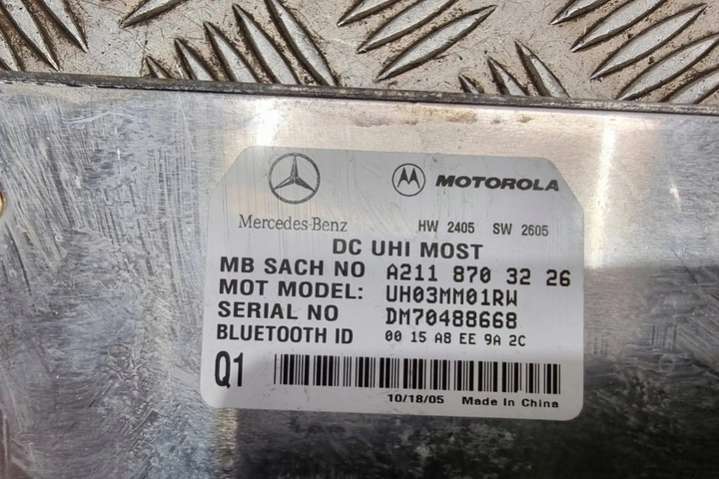 MOTOROLA
Mercedes-Benz
HW 2405 SW 2605
DC UHI MOST
MB SACH NO A211 870 32 26
MOT MODEL: UH03MM01RW
SERIAL NO DM70488668
BLUETOOTH ID 00 15 A8 EE 9A 2C
Q1
10/18/05 Made In China